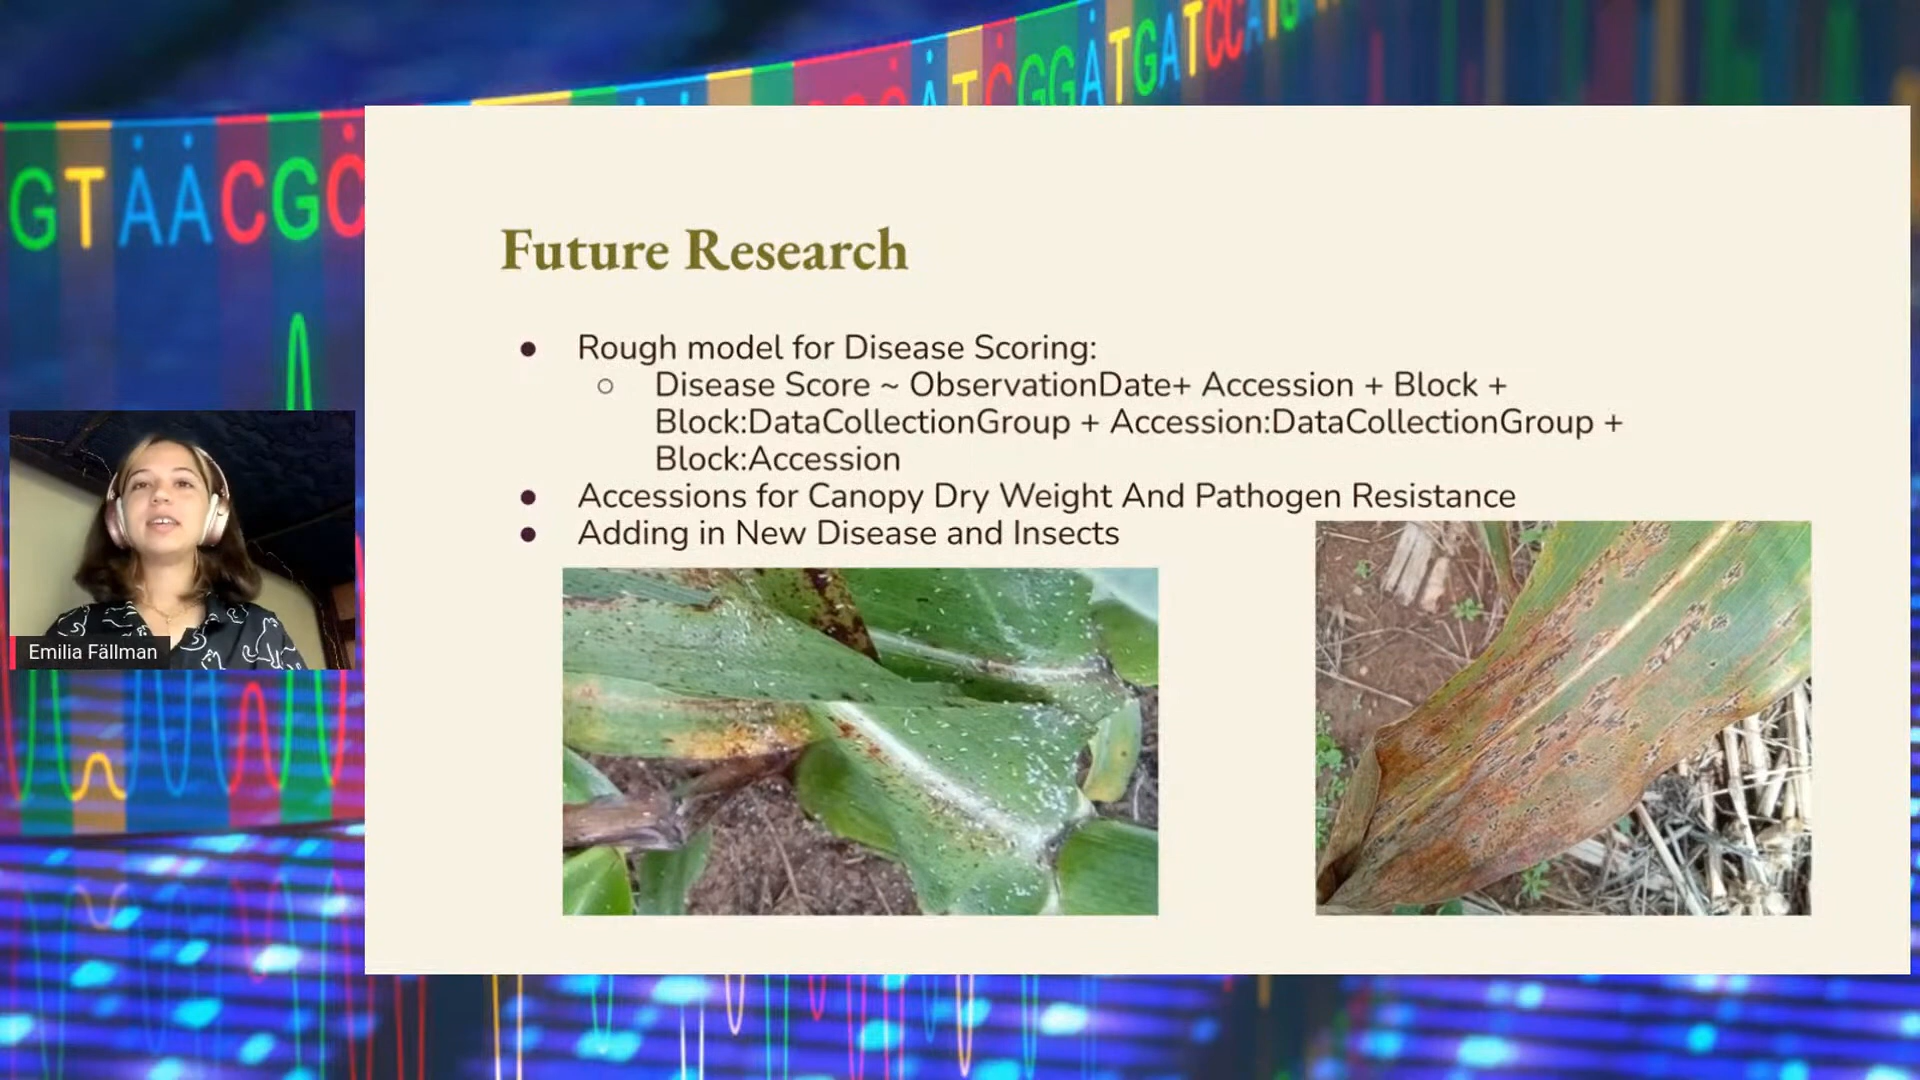 GTAACGC
ATCGGATGATCCATG
Future Research
● Rough model for Disease Scoring:
○ Disease Score ~ ObservationDate+ Accession + Block +
Block:DataCollectionGroup + Accession:DataCollectionGroup +
Block:Accession
● Accessions for Canopy Dry Weight And Pathogen Resistance
● Adding in New Disease and Insects
Emilia Fällman